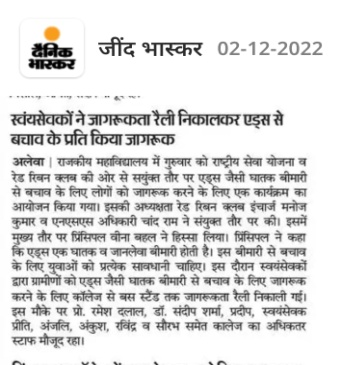 दैनिक
भास्कर
जींद भास्कर 02-12-2022
स्वंयसेवकों ने जागरूकता रैली निकालकर एड्स से
बचाव के प्रति किया जागरूक
अलेवा | राजकीय महाविद्यालय में गुरुवार को राष्ट्रीय सेवा योजना व
रेड रिबन क्लब की ओर से सयुंक्त तौर पर एड्स जैसी घातक बीमारी
से बचाव के लिए लोगों को जागरूक करने के लिए एक कार्यक्रम का
आयोजन किया गया। इसकी अध्यक्षता रेड रिबन क्लब इंचार्ज मनोज
कुमार व एनएसएस अधिकारी चांद राम ने संयुक्त तौर पर की। इसमें
मुख्य तौर पर प्रिंसिपल वीना बहल ने हिस्सा लिया। प्रिंसिपल ने कहा
कि एड्स एक घातक व जानलेवा बीमारी होती है। इस बीमारी से बचाव
के लिए युवाओं को प्रत्येक सावधानी चाहिए। इस दौरान स्वयंसेवकों
द्वारा ग्रामीणों को एड्स जैसी घातक बीमारी से बचाव के लिए जागरूक
करने के लिए कॉलेज से बस स्टैंड तक जागरूकता रैली निकाली गई।
इस मौके पर प्रो. रमेश दलाल, डॉ. संदीप शर्मा, प्रदीप, स्वयंसेवक
प्रीति, अंजलि, अंकुश, रविंद्र व सौरभ समेत कालेज का अधिकतर
स्टाफ मौजूद रहा।